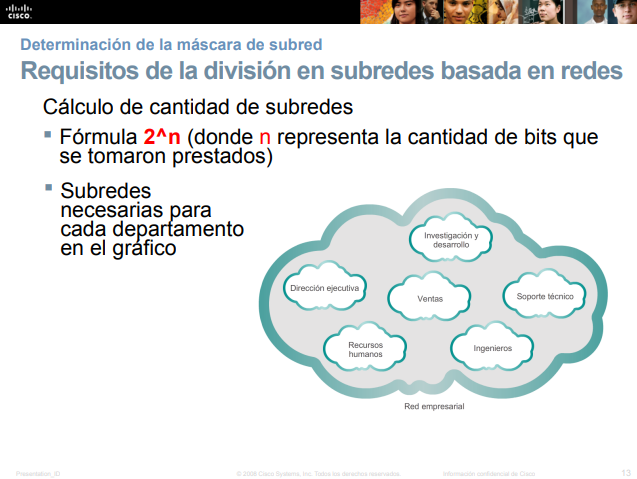 CISCO
Determinación de la máscara de subred
Requisitos de la división en subredes basada en redes
Cálculo de cantidad de subredes
Fórmula 2^n (donde n representa la cantidad de bits que
se tomaron prestados)
Subredes
necesarias para
cada departamento
en el gráfico
Investigación y
desarrollo
Dirección ejecutiva
Ventas
Soporte técnico
Recursos
humanos
Ingenieros
Red empresarial
Presentation_ID
© 2008 Cisco Systems, Inc. Todos los derechos reservados.
Información confidencial de Cisco
13